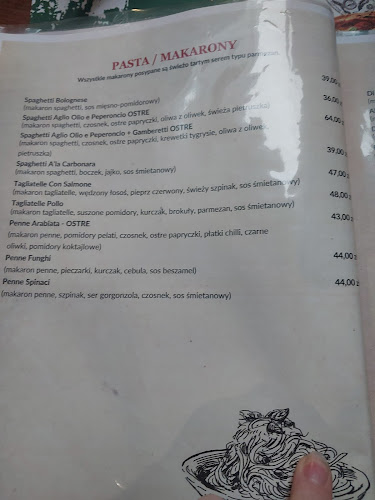 PASTA / MAKARONY
Wszystkie makarony posypane są świeżo tartym serem typu parmezan.
Spaghetti Bolognese 39,00 z
(makaron spaghetti, sos mięsno-pomidorowy)
Spaghetti Aglio Olio e Peperoncio OSTRE 36,00 z
(makaron spaghetti, czosnek, ostre papryczki, oliwa z oliwek, świeża pietruszka)
Spaghetti Aglio Olio e Peperoncio + Gamberetti OSTRE 64,00 z
(makaron spaghetti, czosnek, ostre papryczki, krewetki tygrysie, oliwa z oliwek,
pietruszka)
Spaghetti A'la Carbonara 39,00 z
(makaron spaghetti, boczek, jajko, sos śmietanowy)
Tagliatelle Con Salmone 47,00 z
(makaron tagliatelle, wędzony łosoś, pieprz czerwony, świeży szpinak, sos śmietanowy)
Tagliatelle Pollo 48,00 z
(makaron tagliatelle, suszone pomidory, kurczak, brokuty, parmezan, sos śmietanowy)
Penne Arabiata - OSTRE 43,00 z
(makaron penne, pomidory pelati, czosnek, ostre papryczki, płatki chilli, czarne
oliwki, pomidory koktajlowe)
Penne Funghi 44,00 z
(makaron penne, pieczarki, kurczak, cebula, sos beszamel)
Penne Spinaci 44,00 z
(makaron penne, szpinak, ser gorgonzola, czosnek, sos śmietanowy)